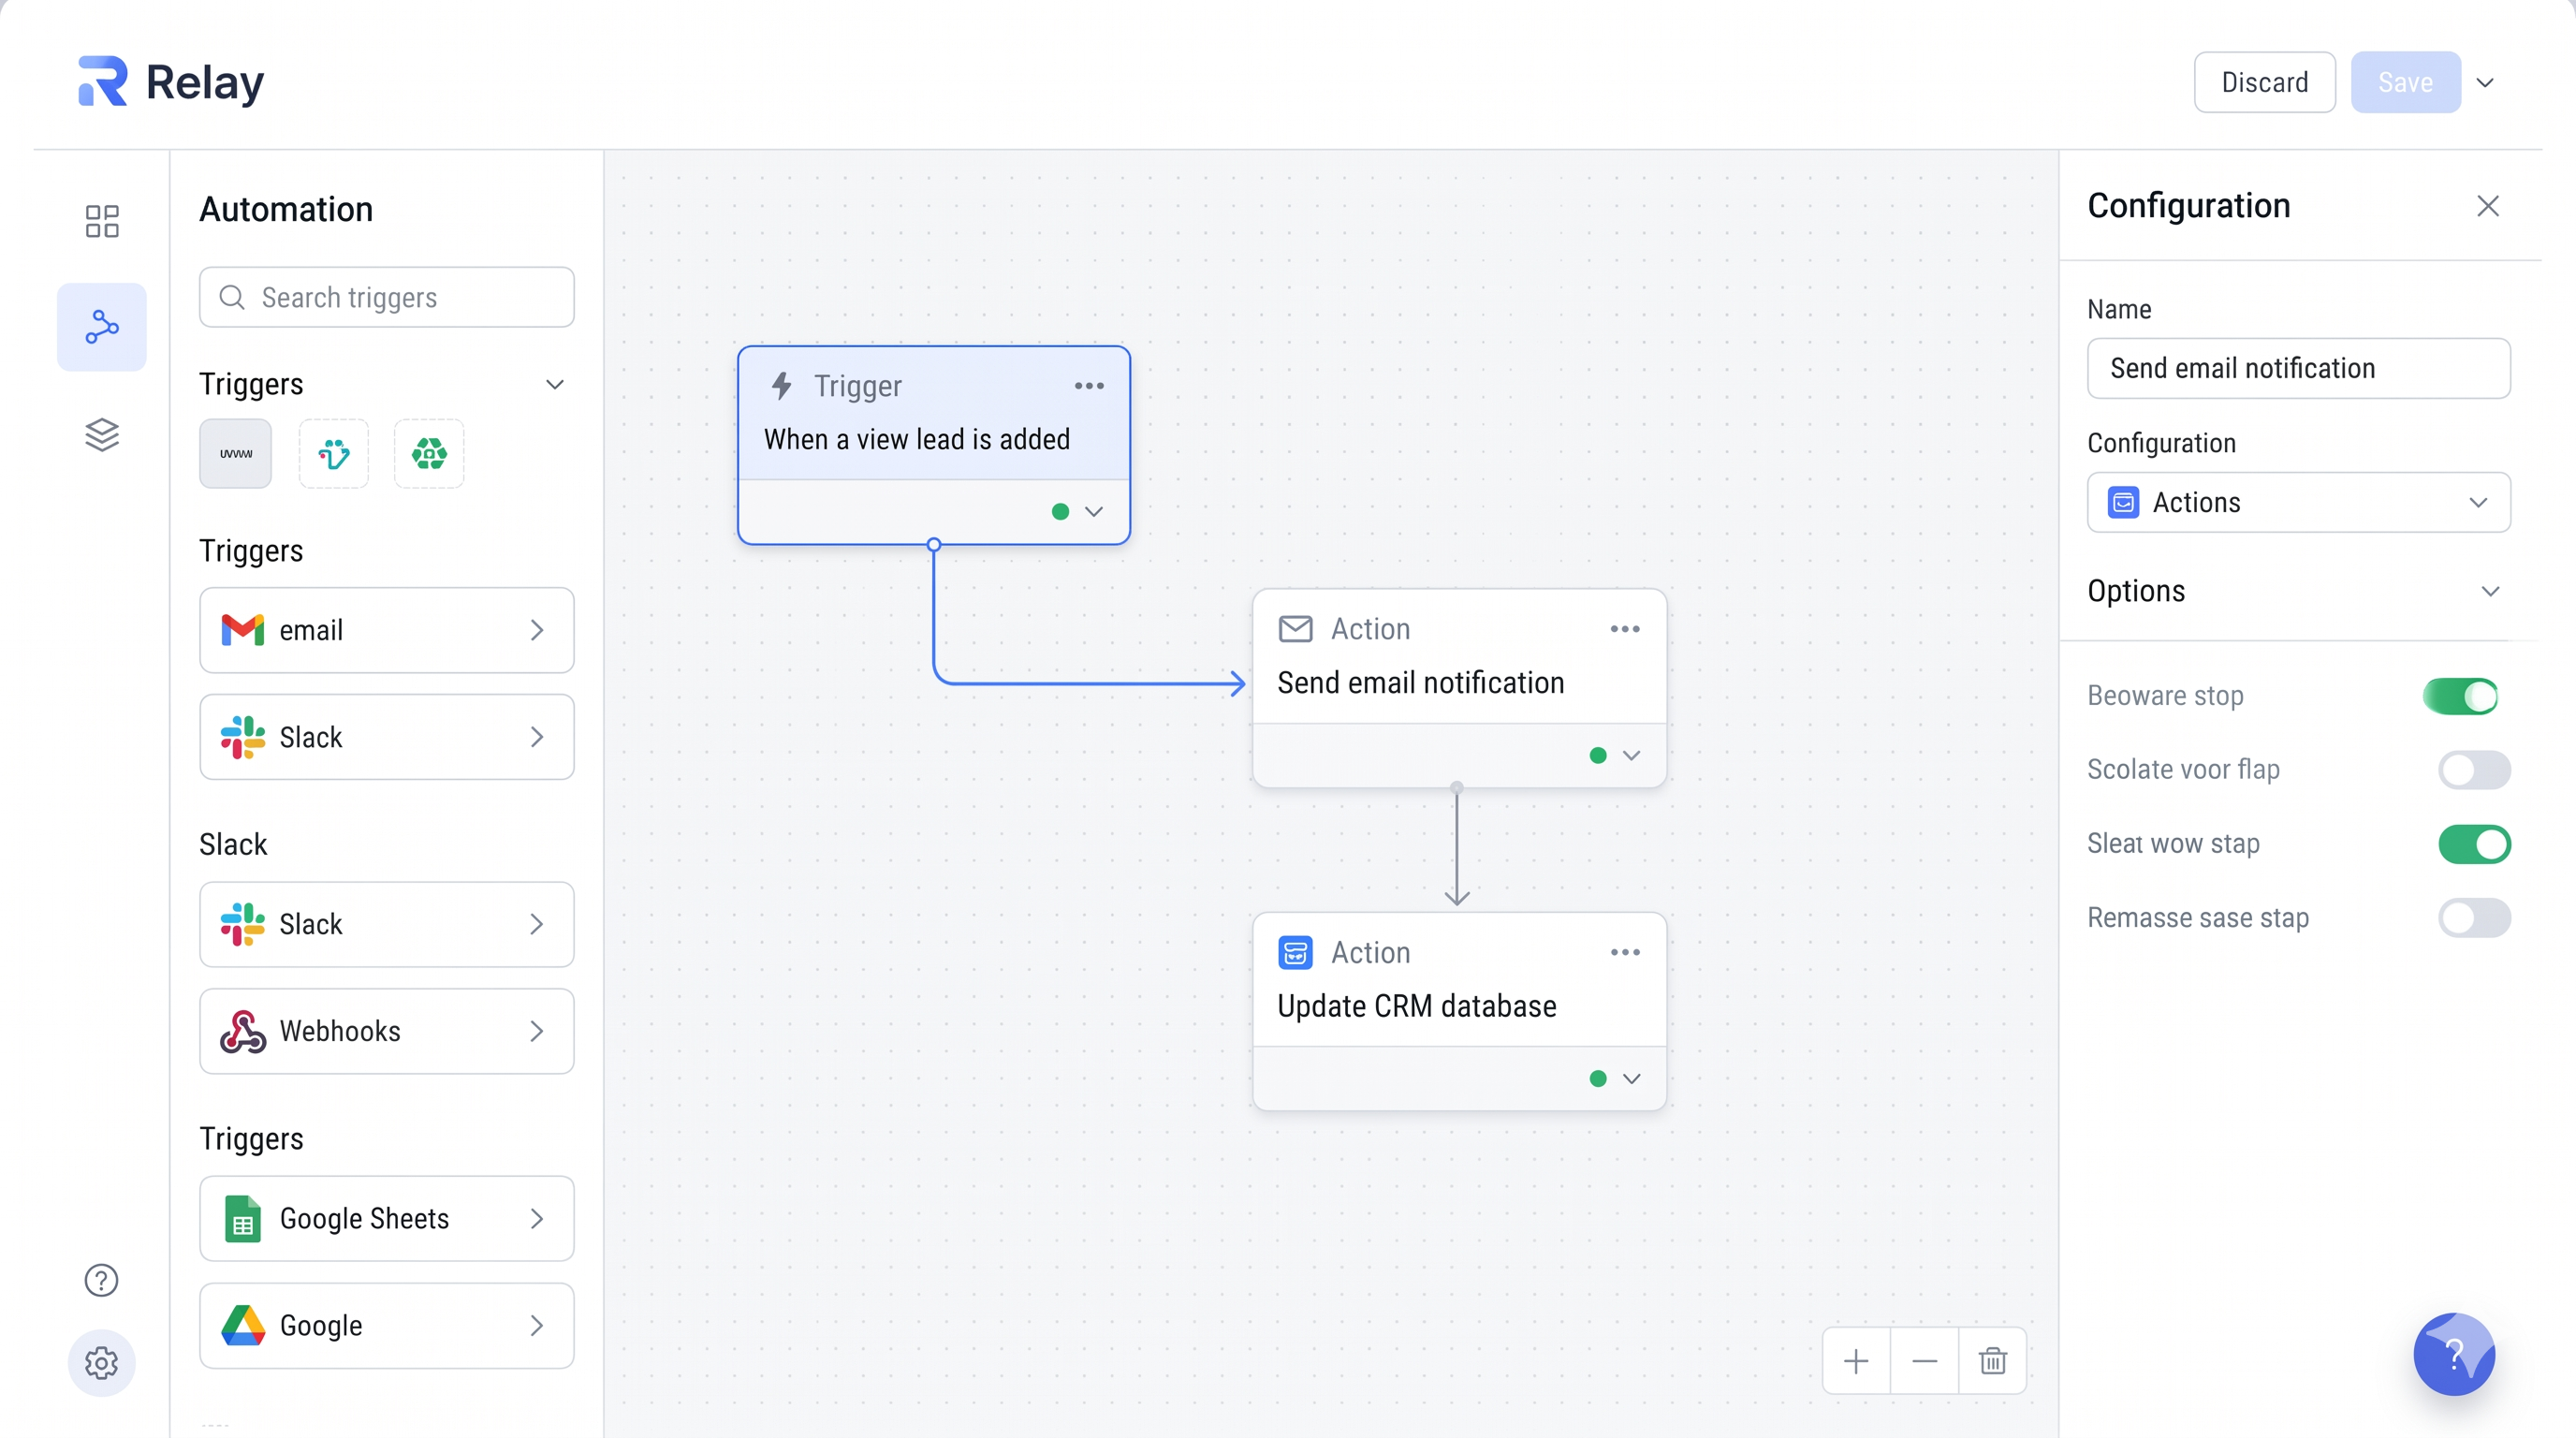 Relay
Discard
Save
Automation
Search triggers
Triggers
Triggers
email
Slack
Slack
Slack
Webhooks
Triggers
Google Sheets
Google
Trigger
When a view lead is added
Action
Send email notification
Action
Update CRM database
Configuration
Name
Send email notification
Configuration
Actions
Options
Beoware stop
Scolate voor flap
Sleat wow stap
Remasse sase stap
?